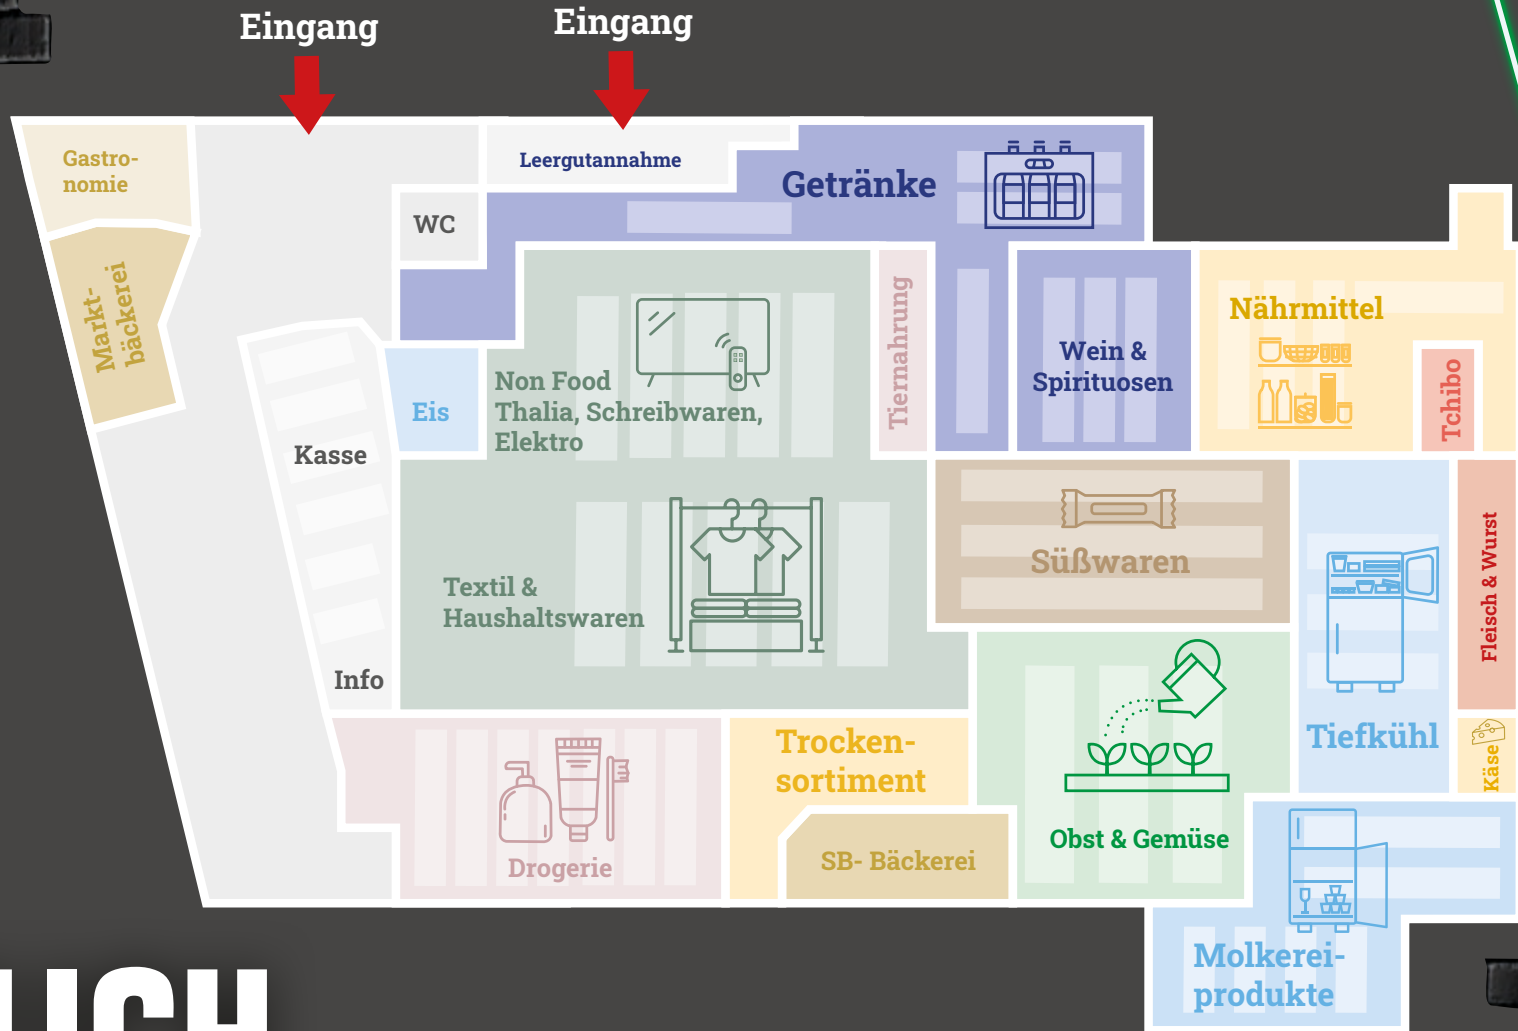 Eingang
Eingang
Gastro-
nomie
Leergutannahme
Getränke
WC
Markt-
bäckerei
Tiernahrung
Nährmittel
Wein &
Spirituosen
Non Food
Thalia, Schreibwaren,
Elektro
Eis
Tchibo
Kasse
Süßwaren
Fleisch & Wurst
Textil &
Haushaltswaren
Info
Tiefkühl
Käse
Trocken-
sortiment
Obst & Gemüse
SB- Bäckerei
Drogerie
Molkerei-
produkte